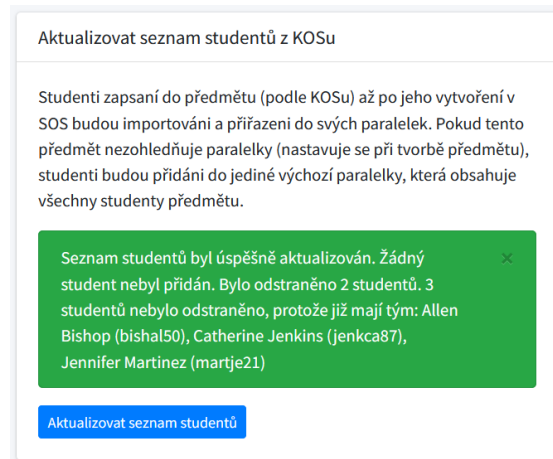 Aktualizovat seznam studentů z KOSu
Studenti zapsaní do předmětu (podle KOSu) až po jeho vytvoření v
SOS budou importováni a přiřazeni do svých paralelek. Pokud tento
předmět nezohledňuje paralelky (nastavuje se při tvorbě předmětu),
studenti budou přidáni do jediné výchozí paralelky, která obsahuje
všechny studenty předmětu.
Seznam studentů byl úspěšně aktualizován. Žádný
student nebyl přidán. Bylo odstraněno 2 studentů. 3
studentů nebylo odstraněno, protože již mají tým: Allen
Bishop (bishal50), Catherine Jenkins (jenkca87),
Jennifer Martinez (martje21)
×
Aktualizovat seznam studentů